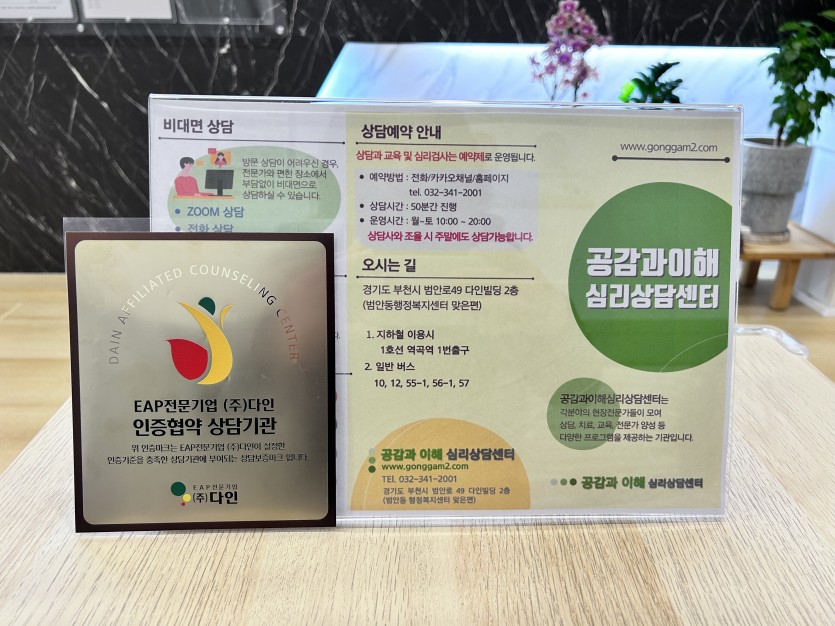 비대면 상담
방문 상담이 어려우신 경우,
전문가와 편한 장소에서
부담없이 비대면으로
상담하실 수 있습니다.
• ZOOM 상담
• 전화 상담
상담예약 안내
상담과 교육 및 심리검사는 예약제로 운영됩니다.
• 예약방법 : 전화/카카오채널/홈페이지
tel. 032-341-2001
• 상담시간 : 50분간 진행
• 운영시간 : 월~토 10:00 ~ 20:00
상담사와 조율 시 주말에도 상담가능합니다.
오시는 길
경기도 부천시 범안로49 다인빌딩 2층
(범안동행정복지센터 맞은편)
1. 지하철 이용시
1호선 역곡역 1번출구
2. 일반 버스
10, 12, 55-1, 56-1, 57
공감과 이해 심리상담센터
www.gonggam2.com
TEL 032-341-2001
경기도 부천시 범안로 49 다인빌딩 2층
(범안동 행정복지센터 맞은편)
www.gonggam2.com
공감과이해
심리상담센터
공감과이해심리상담센터는
각분야의 현장전문가들이 모여
상담, 치료, 교육, 전문가 양성 등
다양한 프로그램을 제공하는 기관입니다.
공감과 이해 심리상담센터
DAIN AFFILIATED COUNSELING CENTER
EAP전문기업 (주)다인
인증협약 상담기관
위 인증마크는 EAP전문기업 (주)다인이 설정한
인증기준을 충족한 상담기관에 부여되는 상담보증마크 입니다.
EAP전문기업
(주)다인